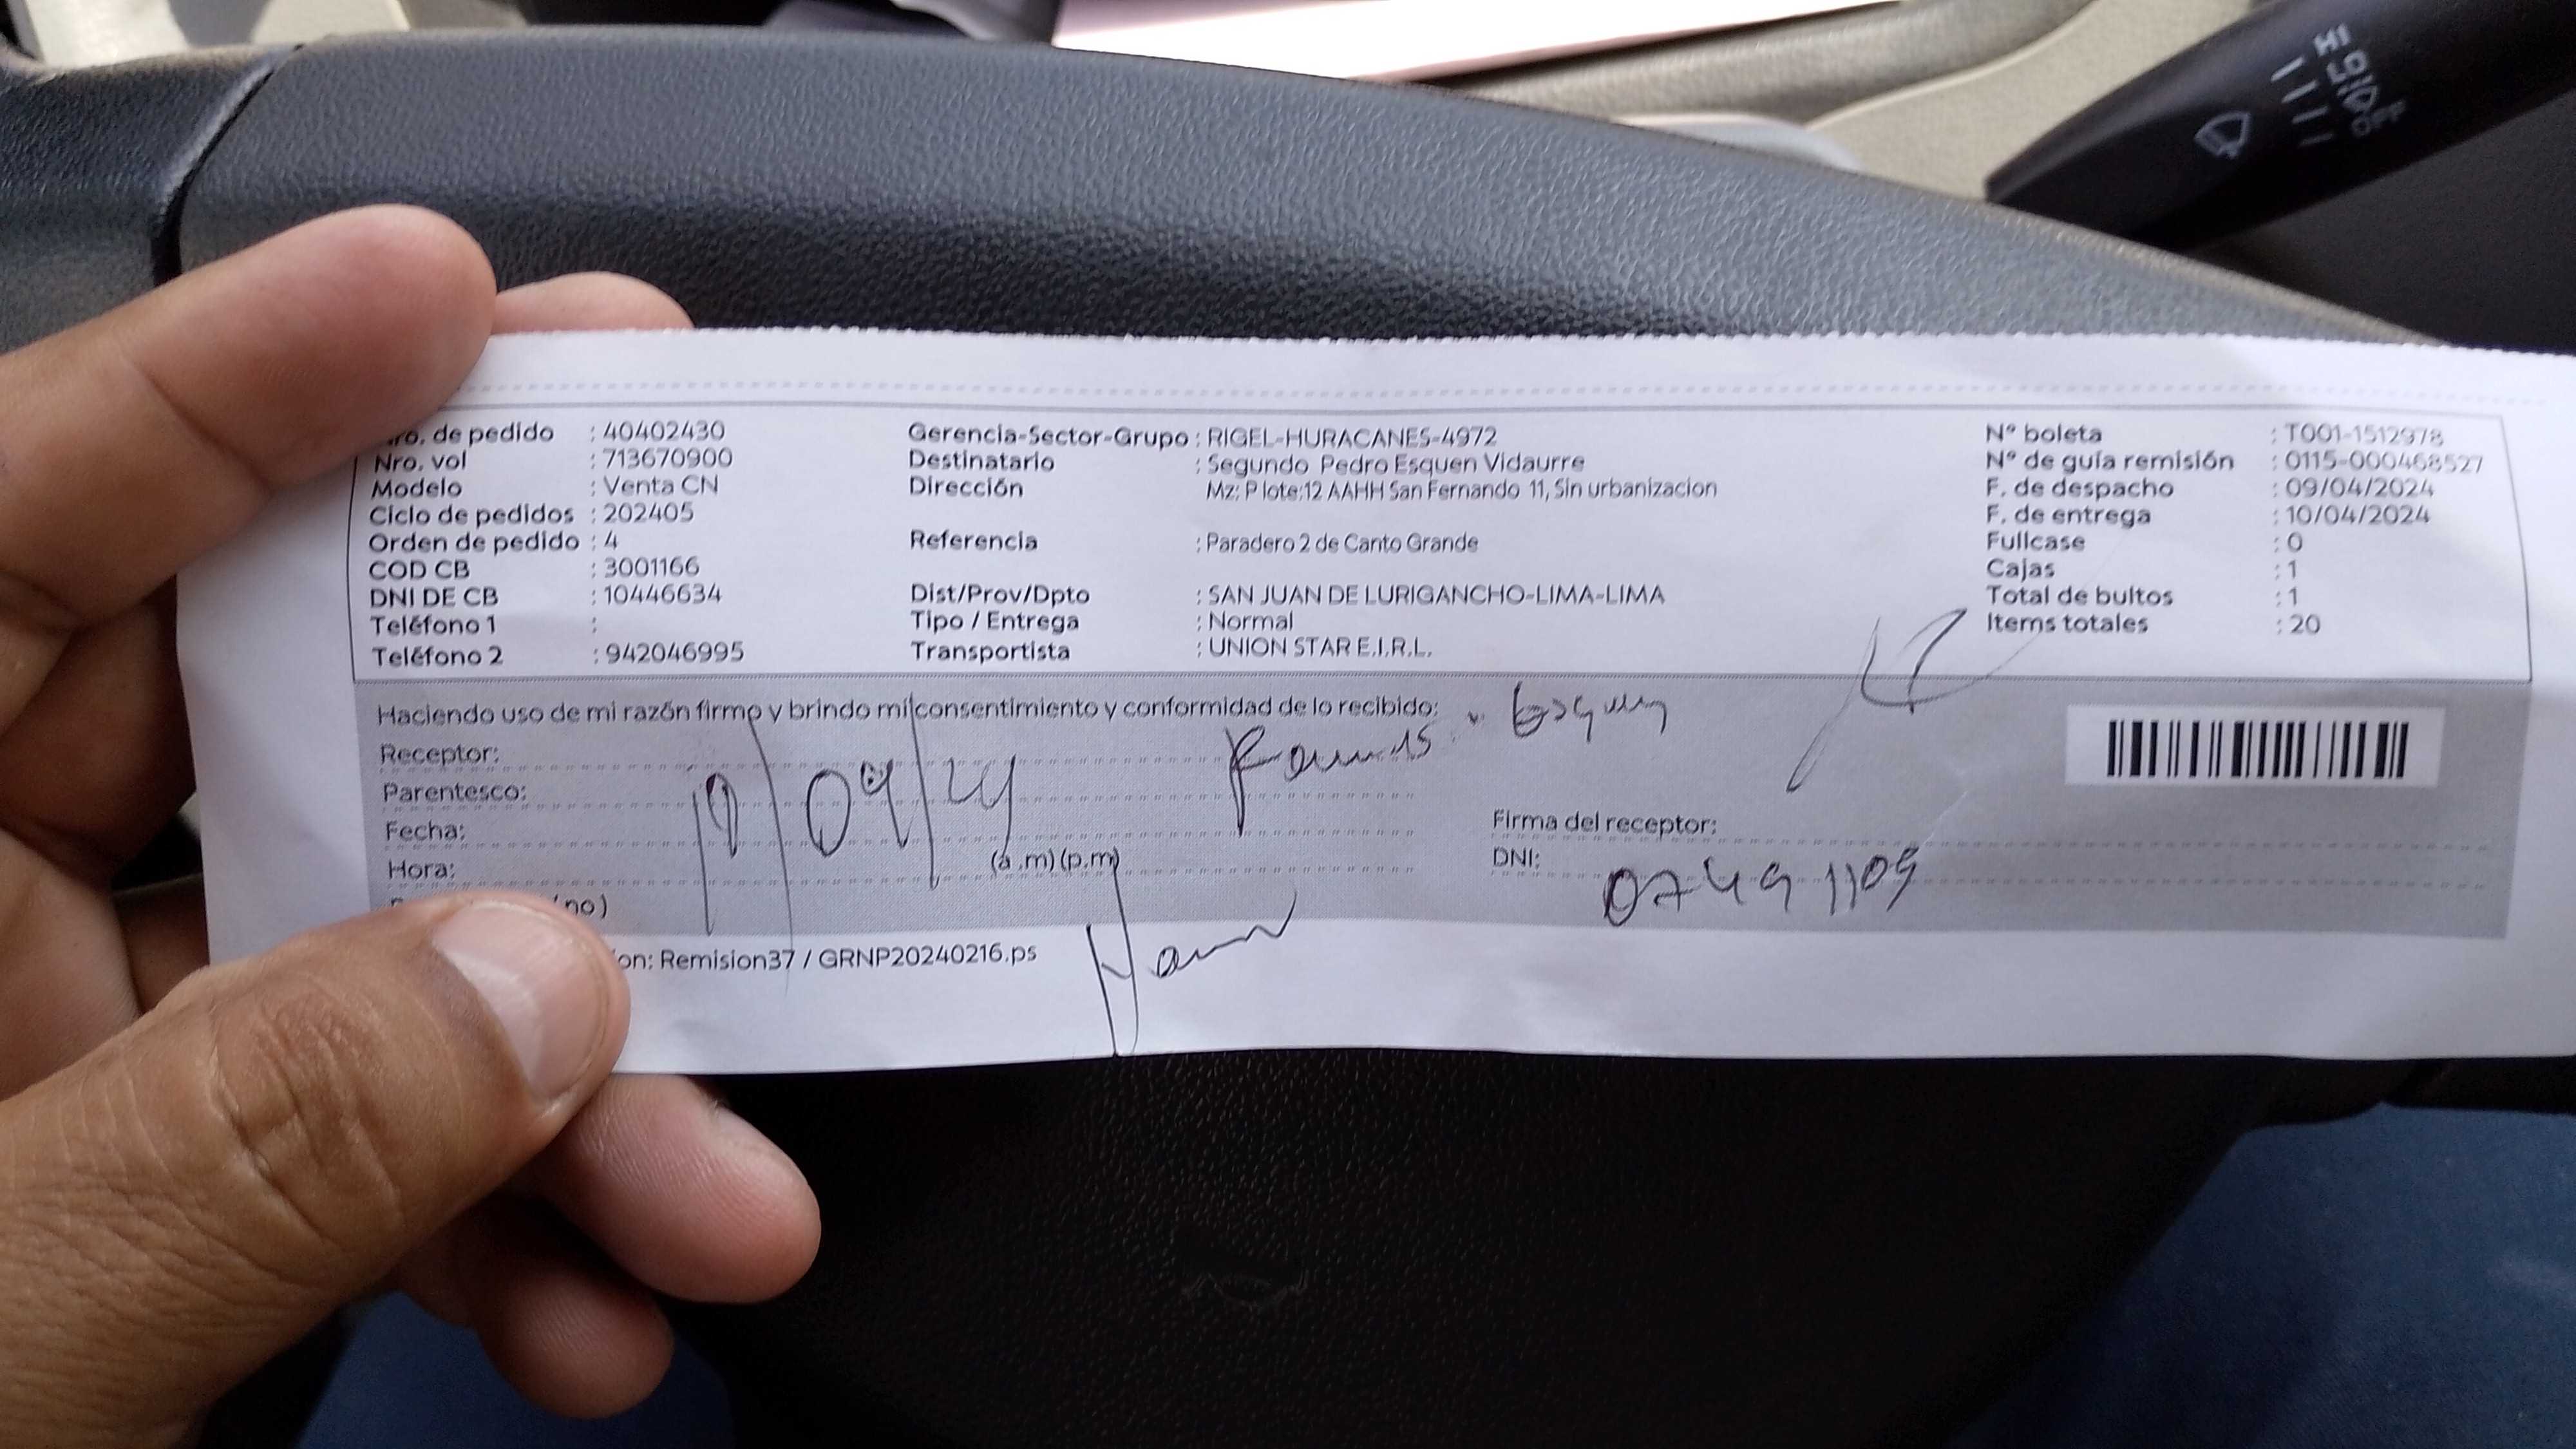 Nro. de pedido : 40402430
Nro. vol : 713670900
Modelo : Venta CN
Ciclo de pedidos : 202405
Orden de pedido : 4
COD CB : 3001166
DNI DE CB : 10446634
Teléfono 1 :
Teléfono 2 : 942046995
Gerencia-Sector-Grupo : RIGEL-HURACANES-4972
Destinatario : Segundo Pedro Esquen Vidaurre
Dirección Mz: P lote:12 AAHH San Fernando 11, Sin urbanizacion
Referencia : Paradero 2 de Canto Grande
Dist/Prov/Dpto : SAN JUAN DE LURIGANCHO-LIMA-LIMA
Tipo / Entrega : Normal
Transportista : UNION STAR E.I.R.L.
Nº boleta : T001-1512978
Nº de guía remisión : 0115-000468527
F. de despacho : 09/04/2024
F. de entrega : 10/04/2024
Fullcase : 0
Cajas : 1
Total de bultos : 1
Items totales : 20
Haciendo uso de mi razón firmo y brindo mi consentimiento y conformidad de lo recibido:
Receptor:
Parentesco:
Fecha:
Hora: (a.m) (p.m)
no)
Firma del receptor:
DNI: 07491109
ion: Remision37 / GRNP20240216.ps